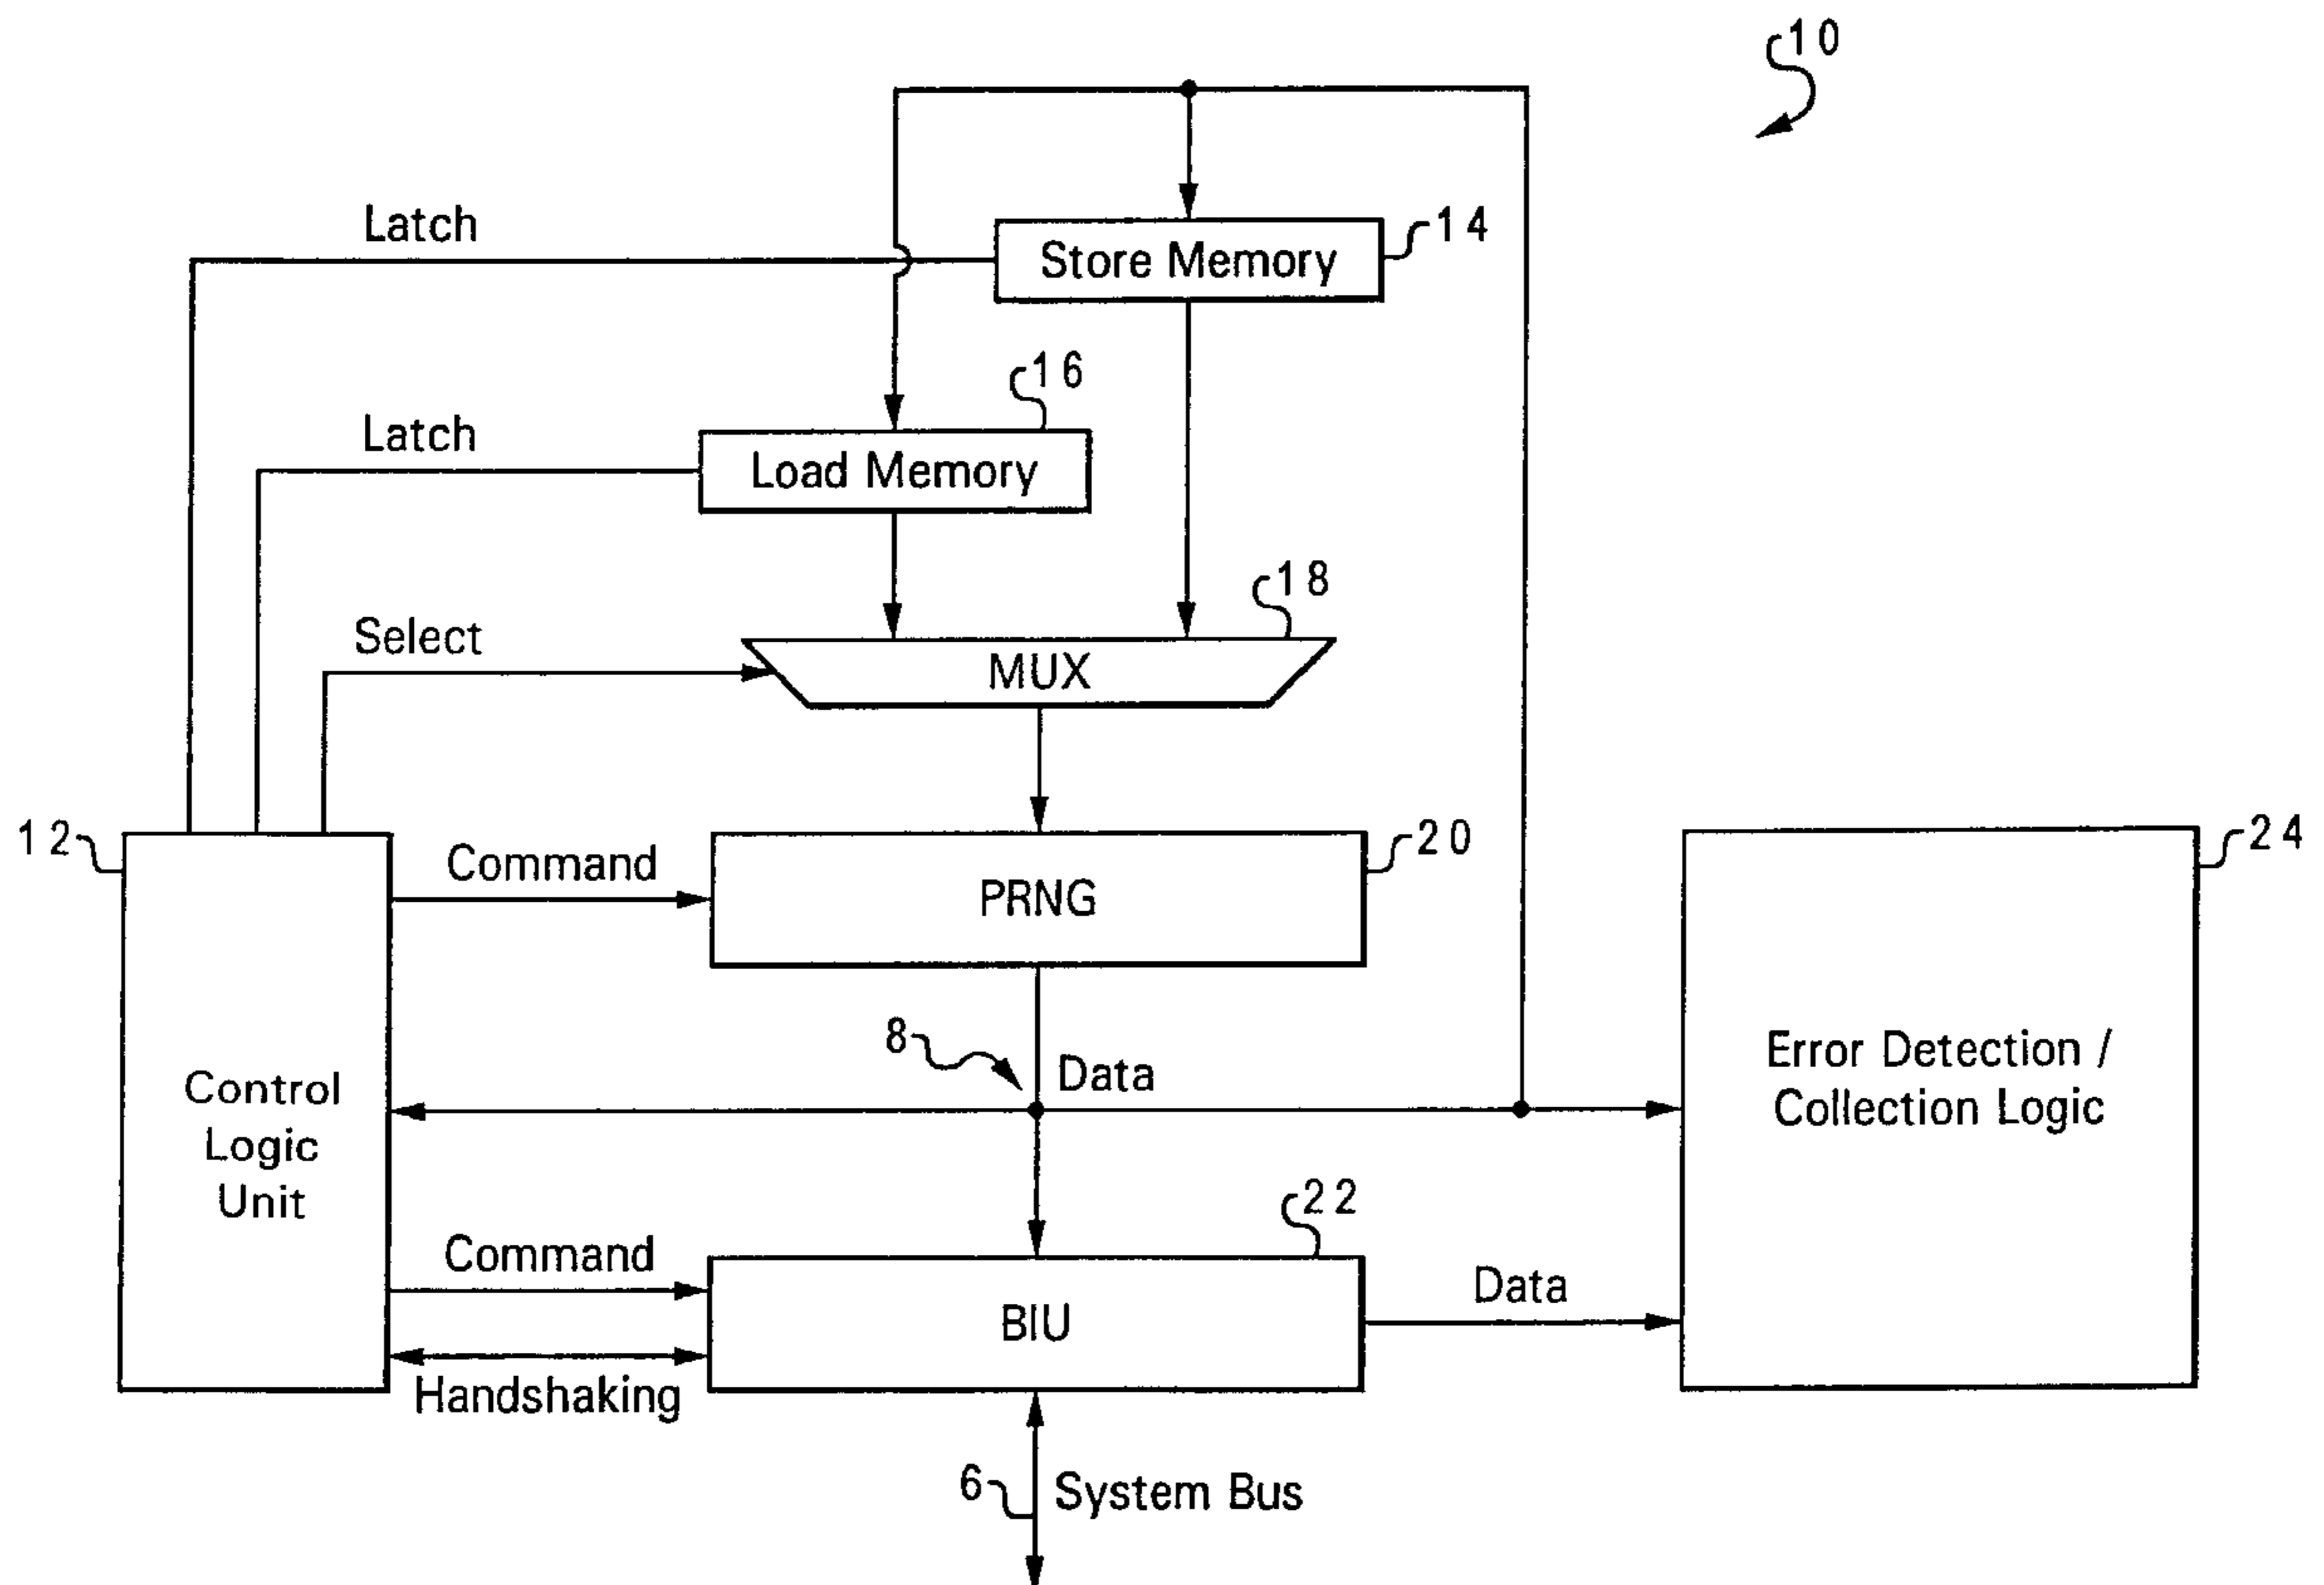 10
Latch
Store Memory
14
16
Latch
Load Memory
18
Select
MUX
12
Command
PRNG
20
24
8
Data
Control
Logic
Unit
Error Detection /
Collection Logic
22
Command
BIU
Data
Handshaking
6
System Bus